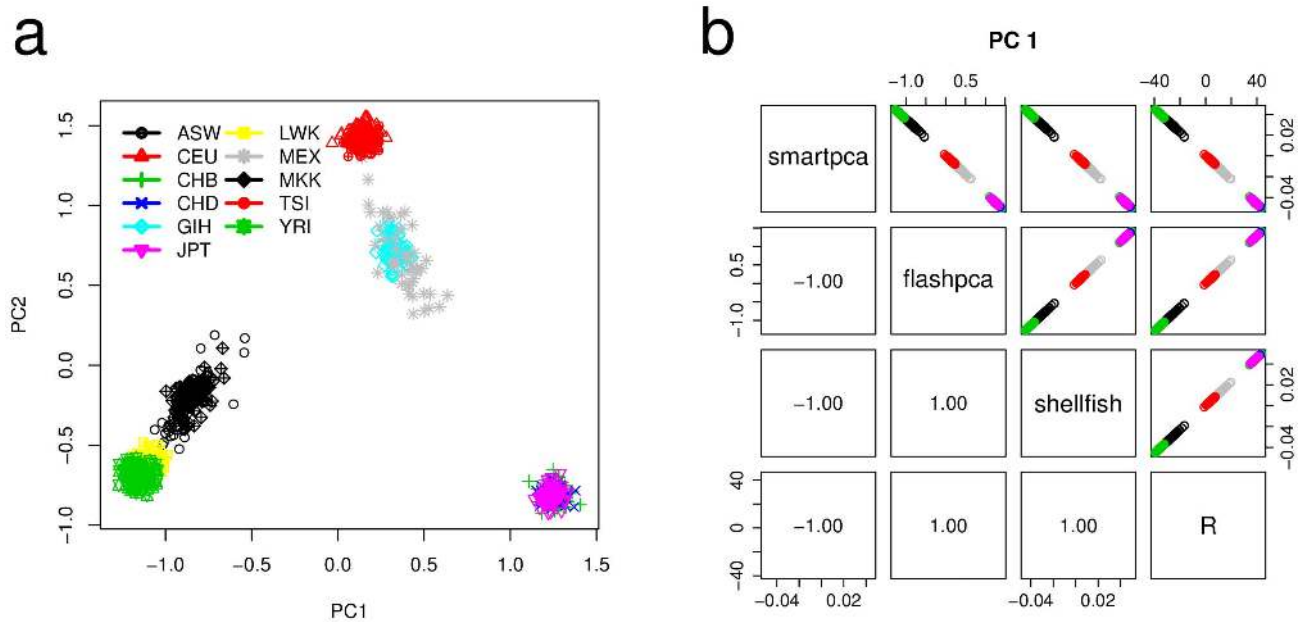 a
PC2
1.5
1.0
0.5
0.0
−0.5
−1.0
ASW LWK
CEU MEX
CHB MKK
CHD TSI
GIH YRI
JPT
−1.0 −0.5 0.0 0.5 1.0 1.5
PC1
b
PC 1
−1.0 0.5 −40 0 40
smartpca
−0.04 0.02
−1.0 0.5
−1.00
flashpca
−1.00
1.00
shellfish
−0.04 0.02
−40 0 40
−1.00
1.00
1.00
R
−0.04 0.02 −0.04 0.02